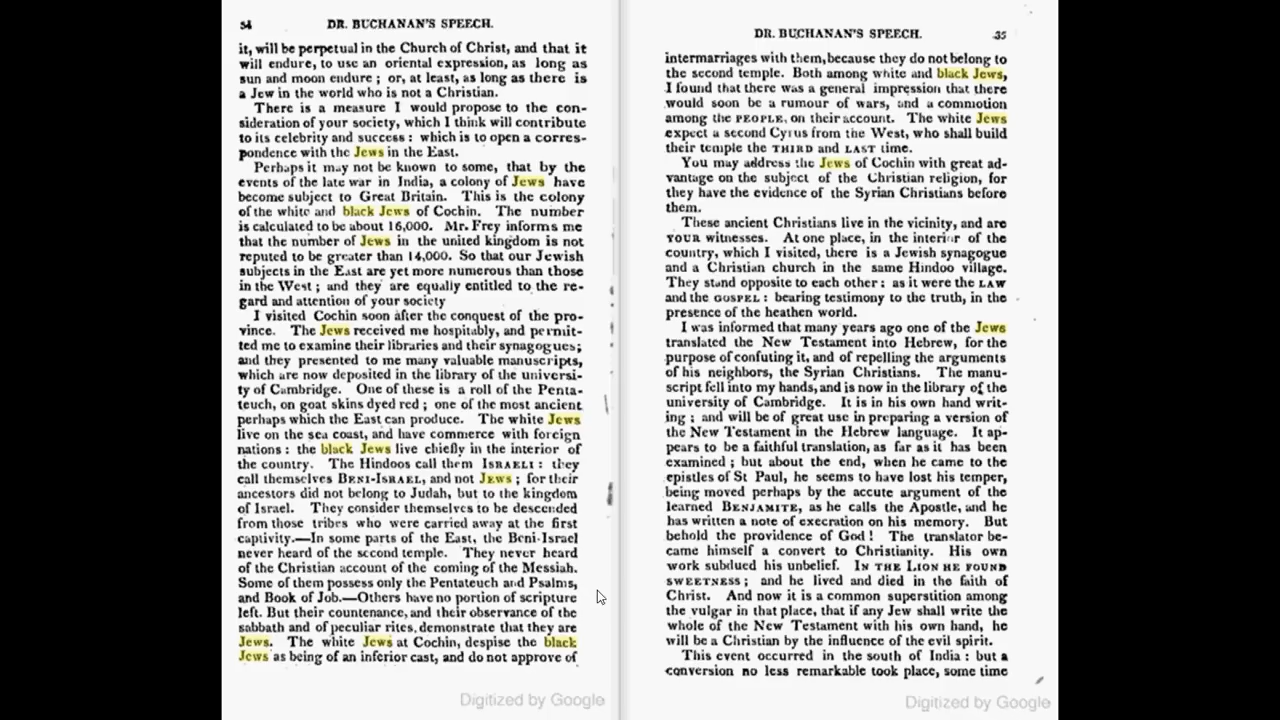 54 DR. BUCHANAN'S SPEECH.
it, will be perpetual in the Church of Christ, and that it
will endure, to use an oriental expression, as long as
sun and moon endure ; or, at least, as long as there is
a Jew in the world who is not a Christian.
There is a measure I would propose to the con-
sideration of your society, which I think will contribute
to its celebrity and success : which is to open a corres-
pondence with the Jews in the East.
Perhaps it may not be known to some, that by the
events of the late war in India, a colony of Jews have
become subject to Great Britain. This is the colony
of the white and black Jews of Cochin. The number
is calculated to be about 16,000. Mr. Frey informs me
that the number of Jews in the united kingdom is not
reputed to be greater than 14,000. So that our Jewish
subjects in the East are yet more numerous than those
in the West ; and they are equally entitled to the re-
gard and attention of your society
I visited Cochin soon after the conquest of the pro-
vince. The Jews received me hospitably, and permit-
ted me to examine their libraries and their synagogues;
and they presented to me many valuable manuscripts,
which are now deposited in the library of the universi-
ty of Cambridge. One of these is a roll of the Penta-
teuch, on goat skins dyed red ; one of the most ancient
perhaps which the East can produce. The white Jews
live on the sea coast, and have commerce with foreign
nations : the black Jews live chiefly in the interior of
the country. The Hindoos call them ISRAELI : they
call themselves BENI-ISRAEL, and not JEWS ; for their
ancestors did not belong to Judah, but to the kingdom
of Israel. They consider themselves to be descended
from those tribes who were carried away at the first
captivity.—In some parts of the East, the Beni-Israel
never heard of the second temple. They never heard
of the Christian account of the coming of the Messiah.
Some of them possess only the Pentateuch and Psalms,
and Book of Job.—Others have no portion of scripture
left. But their countenance, and their observance of the
sabbath and of peculiar rites, demonstrate that they are
Jews. The white Jews at Cochin, despise the black
Jews as being of an inferior cast, and do not approve of
Digitized by Google
DR. BUCHANAN'S SPEECH. 35
intermarriages with them, because they do not belong to
the second temple. Both among white and black Jews,
I found that there was a general impression that there
would soon be a rumour of wars, and a commotion
among the PEOPLE, on their account. The white Jews
expect a second Cyrus from the West, who shall build
their temple the THIRD and LAST time.
You may address the Jews of Cochin with great ad-
vantage on the subject of the Christian religion, for
they have the evidence of the Syrian Christians before
them.
These ancient Christians live in the vicinity, and are
YOUR witnesses. At one place, in the interior of the
country, which I visited, there is a Jewish synagogue
and a Christian church in the same Hindoo village.
They stand opposite to each other ; as it were the LAW
and the GOSPEL : bearing testimony to the truth, in the
presence of the heathen world.
I was informed that many years ago one of the Jews
translated the New Testament into Hebrew, for the
purpose of confuting it, and of repelling the arguments
of his neighbors, the Syrian Christians. The manu-
script fell into my hands, and is now in the library of the
university of Cambridge. It is in his own hand writ-
ing ; and will be of great use in preparing a version of
the New Testament in the Hebrew language. It ap-
pears to be a faithful translation, as far as it has been
examined ; but about the end, when he came to the
epistles of St Paul, he seems to have lost his temper,
being moved perhaps by the accute argument of the
learned BENJAMITE, as he calls the Apostle, and he
has written a note of execration on his memory. But
behold the providence of God ! The translator be-
came himself a convert to Christianity. His own
work subdued his unbelief. IN THE LION HE FOUND
SWEETNESS ; and he lived and died in the faith of
Christ. And now it is a common superstition among
the vulgar in that place, that if any Jew shall write the
whole of the New Testament with his own hand, he
will be a Christian by the influence of the evil spirit.
This event occurred in the south of India : but a
conversion no less remarkable took place, some time
Digitized by Google